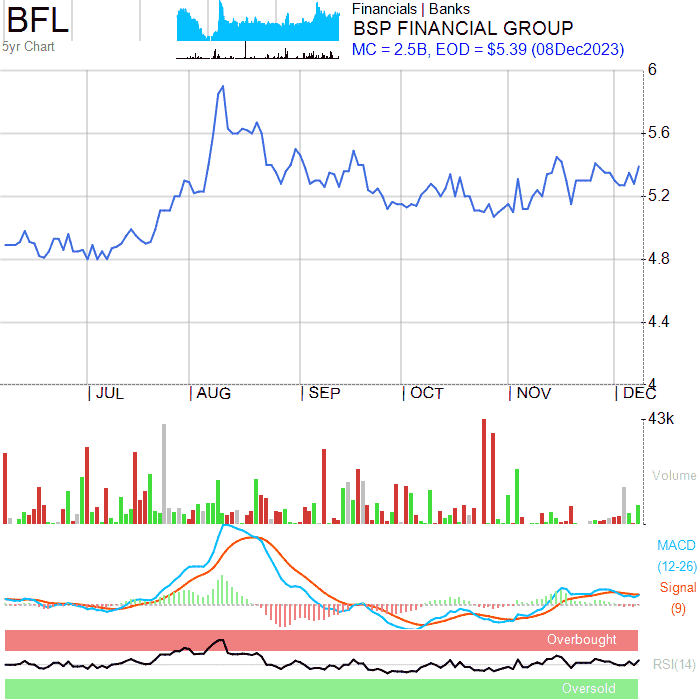 BFL
5yr Chart
Financials | Banks
BSP FINANCIAL GROUP
MC = 2.5B, EOD = $5.39 (08Dec2023)
6
5.6
5.2
4.8
4.4
4
JUL AUG SEP OCT NOV DEC
43k
Volume
MACD
(12-26)
Signal
(9)
Overbought
RSI(14)
Oversold